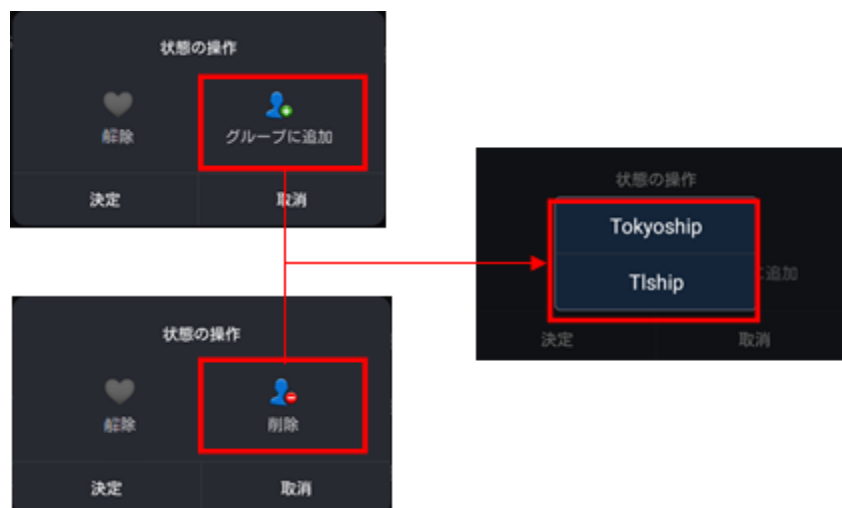 状態の操作
解除 グループに追加
決定 取消
状態の操作
Tokyoship
TIship
に追加
決定 取消
状態の操作
解除 削除
決定 取消